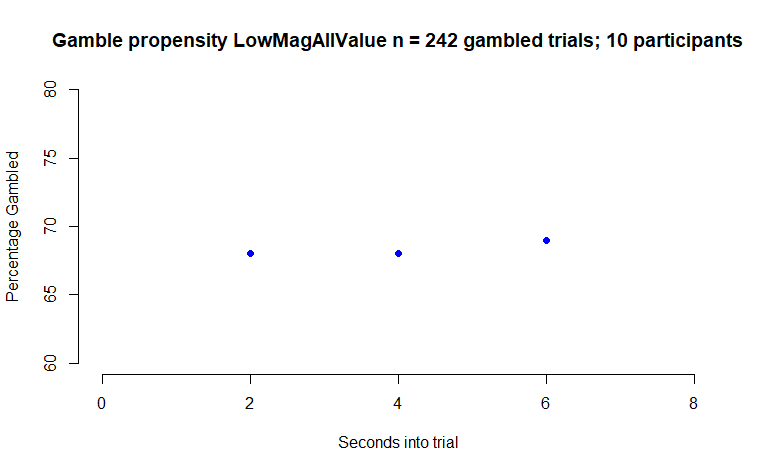 Gamble propensity LowMagAllValue n = 242 gambled trials; 10 participants
80
75
70
65
60
Percentage Gambled
0 2 4 6 8
Seconds into trial